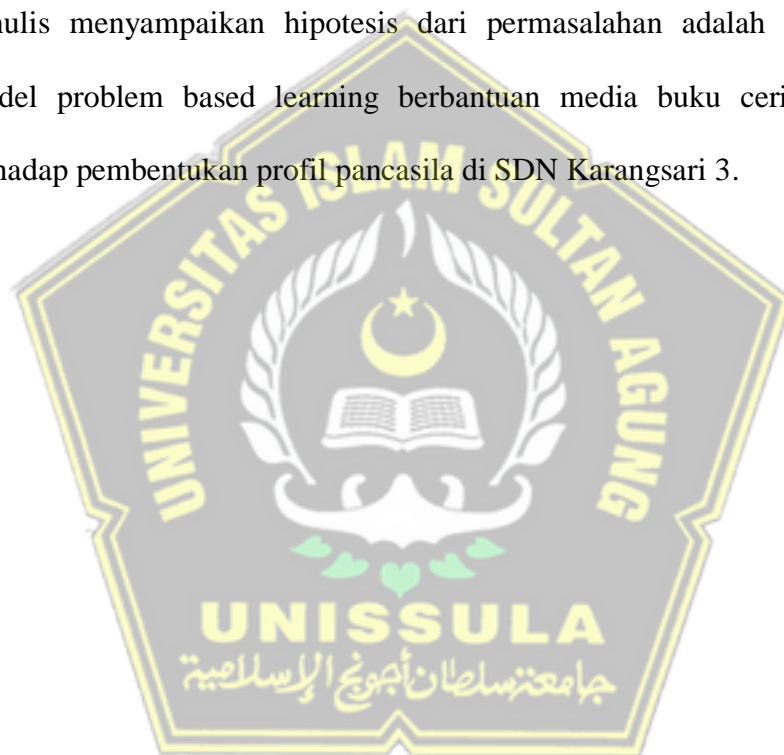 ulis menyampaikan hipotesis dari permasalahan adalah
del problem based learning berbantuan media buku ceri
hadap pembentukan profil pancasila di SDN Karangsari 3.
UNIVERSITAS ISLAM SULTAN AGUNG
UNISSULA
جامعة سلطان أجونج الإسلامية